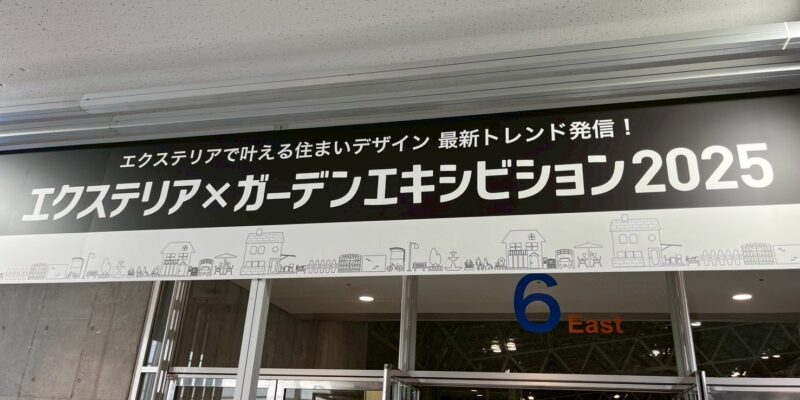 エクステリアで叶える住まいデザイン 最新トレンド発信！
エクステリア×ガーデンエキシビション2025
6 East